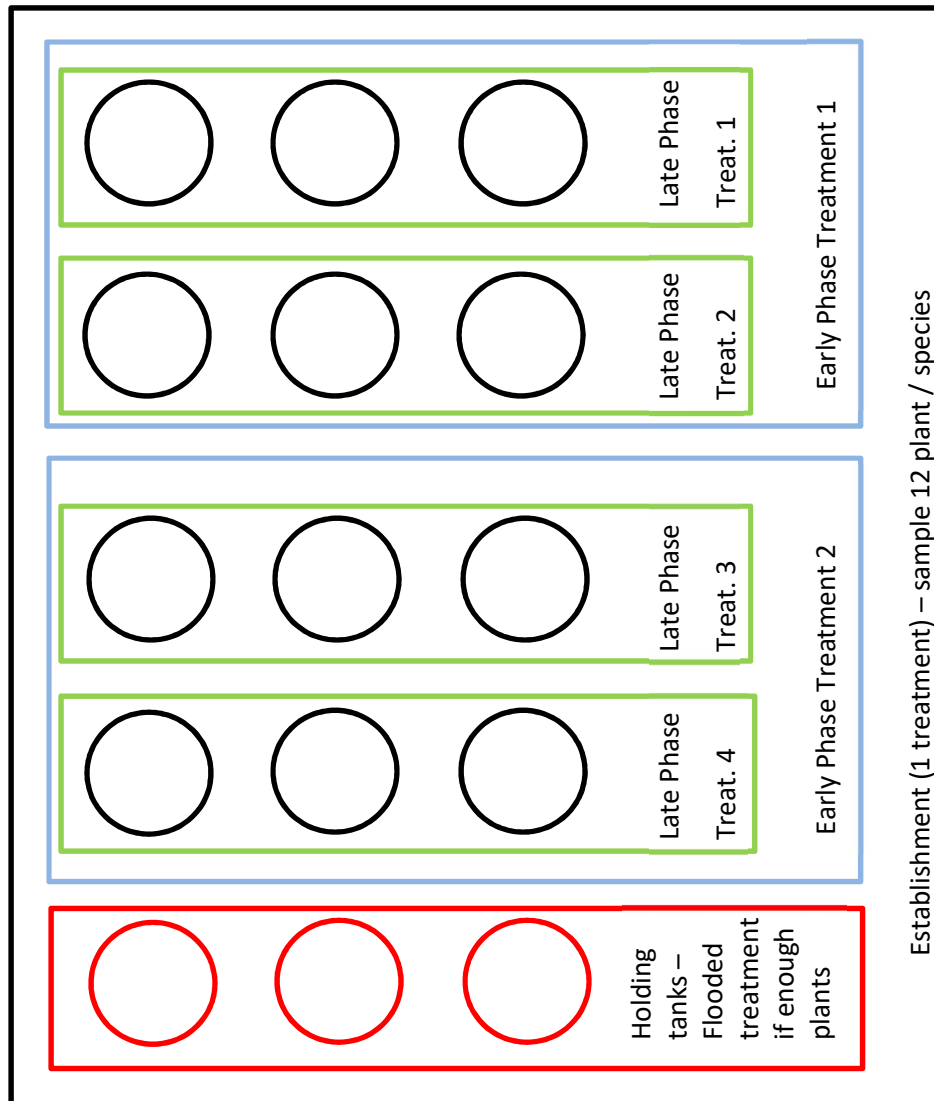 Late Phase
Treat. 1
Late Phase
Treat. 2
Early Phase Treatment 1
Late Phase
Treat. 3
Late Phase
Treat. 4
Early Phase Treatment 2
Holding
tanks –
Flooded
treatment
if enough
plants
Establishment (1 treatment) – sample 12 plant / species